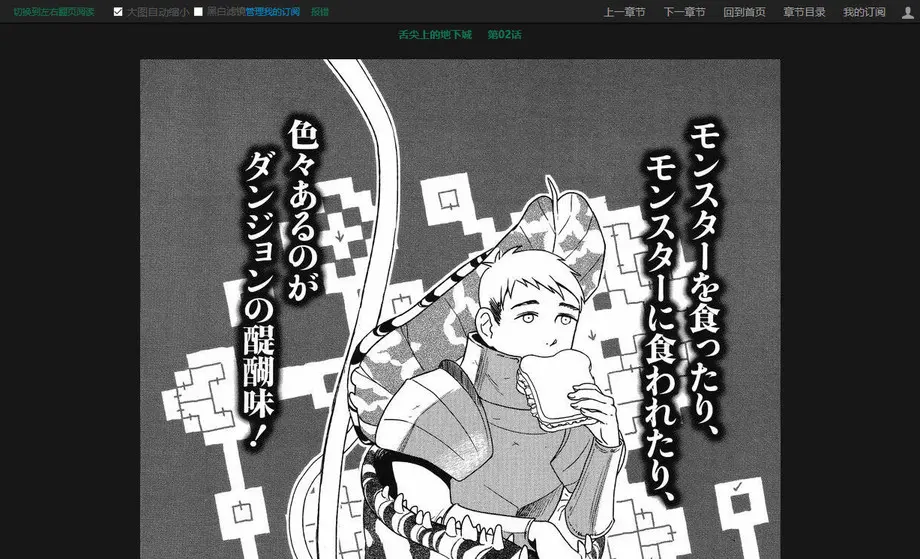 切换到左右翻页阅读
大图自动缩小
黑白滤镜
管理我的订阅
报错
上一章节
下一章节
回到首页
章节目录
我的订阅
舌尖上的地下城 第02话
モンスターを食ったり、
モンスターに食われたり、
色々あるのが
ダンジョンの醍醐味！